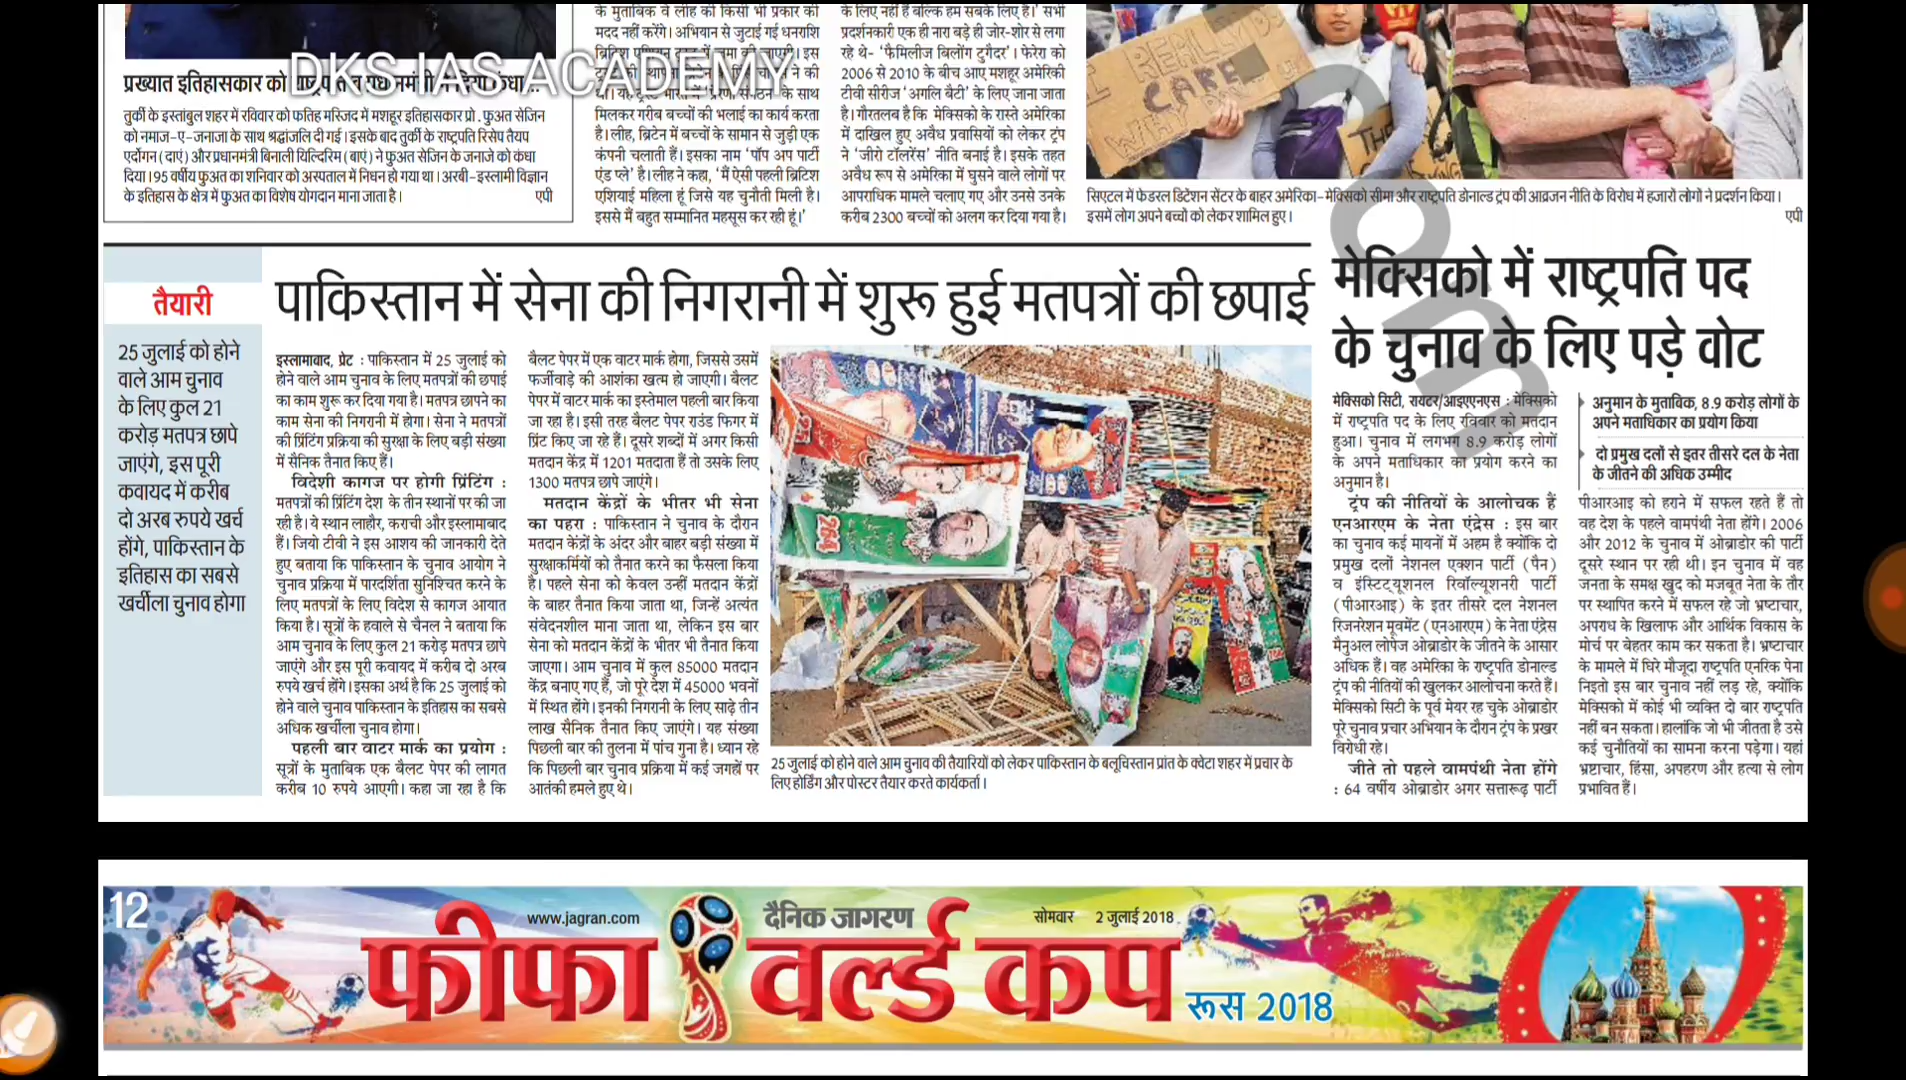 DKS IAS ACADEMY
प्रख्यात इतिहासकार को
तुर्की के इस्तांबुल शहर में रविवार को फतिह मस्जिद में मशहूर इतिहासकार प्रो. फुअत सेजिन
को नमाज-ए-जनाजा के साथ श्रद्धांजलि दी गई। इसके बाद तुर्की के राष्ट्रपति रिसेप तैयप
एर्दोगन (दाएं) और प्रधानमंत्री बिनाली यिल्दिरिम (बाएं) ने फुअत सेजिन के जनाजे को कंधा
दिया। 95 वर्षीय फुअत का शनिवार को अस्पताल में निधन हो गया था। अरबी-इस्लामी विज्ञान
के इतिहास के क्षेत्र में फुअत का विशेष योगदान माना जाता है।
एपी
के मुताबिक वे लीह की किसी भी प्रकार की
मदद नहीं करेंगे। अभियान से जुटाई गई धनराशि
ब्रिटिश
मिलकर गरीब बच्चों की भलाई का कार्य करता
है। लीह, ब्रिटेन में बच्चों के सामान से जुड़ी एक
कंपनी चलाती हैं। इसका नाम 'पॉप अप पार्टी
एंड प्ले' है। लीह ने कहा, 'मैं ऐसी पहली ब्रिटिश
एशियाई महिला हूं जिसे यह चुनौती मिली है।
इससे मैं बहुत सम्मानित महसूस कर रही हूं।'
के लिए नहीं है बल्कि हम सबके लिए है।' सभी
प्रदर्शनकारी एक ही नारा बड़े ही जोर-शोर से लगा
रहे थे- 'फैमिलीज बिलोंग टुगैदर'। फेरेरा को
2006 से 2010 के बीच आए मशहूर अमेरिकी
टीवी सीरीज 'अगलि बैटी' के लिए जाना जाता
है। गौरतलब है कि मेक्सिको के रास्ते अमेरिका
में दाखिल हुए अवैध प्रवासियों को लेकर ट्रंप
ने 'जीरो टॉलरेंस' नीति बनाई है। इसके तहत
अवैध रूप से अमेरिका में घुसने वाले लोगों पर
आपराधिक मामले चलाए गए और उनसे उनके
करीब 2300 बच्चों को अलग कर दिया गया है।
I REALLY DO
CARE
WHY
सिएटल में फेडरल डिटेंशन सेंटर के बाहर अमेरिका-मेक्सिको सीमा और राष्ट्रपति डोनाल्ड ट्रंप की आव्रजन नीति के विरोध में हजारों लोगों ने प्रदर्शन किया।
इसमें लोग अपने बच्चों को लेकर शामिल हुए।
एपी
om
तैयारी
25 जुलाई को होने
वाले आम चुनाव
के लिए कुल 21
करोड़ मतपत्र छापे
जाएंगे, इस पूरी
कवायद में करीब
दो अरब रुपये खर्च
होंगे, पाकिस्तान के
इतिहास का सबसे
खर्चीला चुनाव होगा
पाकिस्तान में सेना की निगरानी में शुरू हुई मतपत्रों की छपाई
इस्लामाबाद, प्रेट : पाकिस्तान में 25 जुलाई को
होने वाले आम चुनाव के लिए मतपत्रों की छपाई
का काम शुरू कर दिया गया है। मतपत्र छापने का
काम सेना की निगरानी में होगा। सेना ने मतपत्रों
की प्रिंटिंग प्रक्रिया की सुरक्षा के लिए बड़ी संख्या
में सैनिक तैनात किए हैं।
विदेशी कागज पर होगी प्रिंटिंग :
मतपत्रों की प्रिंटिंग देश के तीन स्थानों पर की जा
रही है। ये स्थान लाहौर, कराची और इस्लामाबाद
हैं। जियो टीवी ने इस आशय की जानकारी देते
हुए बताया कि पाकिस्तान के चुनाव आयोग ने
चुनाव प्रक्रिया में पारदर्शिता सुनिश्चित करने के
लिए मतपत्रों के लिए विदेश से कागज आयात
किया है। सूत्रों के हवाले से चैनल ने बताया कि
आम चुनाव के लिए कुल 21 करोड़ मतपत्र छापे
जाएंगे और इस पूरी कवायद में करीब दो अरब
रुपये खर्च होंगे। इसका अर्थ है कि 25 जुलाई को
होने वाले चुनाव पाकिस्तान के इतिहास का सबसे
अधिक खर्चीला चुनाव होगा।
पहली बार वाटर मार्क का प्रयोग :
सूत्रों के मुताबिक एक बैलट पेपर की लागत
करीब 10 रुपये आएगी। कहा जा रहा है कि
बैलट पेपर में एक वाटर मार्क होगा, जिससे उसमें
फर्जीवाड़े की आशंका खत्म हो जाएगी। बैलट
पेपर में वाटर मार्क का इस्तेमाल पहली बार किया
जा रहा है। इसी तरह बैलट पेपर राउंड फिगर में
प्रिंट किए जा रहे हैं। दूसरे शब्दों में अगर किसी
मतदान केंद्र में 1201 मतदाता हैं तो उसके लिए
1300 मतपत्र छापे जाएंगे।
मतदान केंद्रों के भीतर भी सेना
का पहरा : पाकिस्तान ने चुनाव के दौरान
मतदान केंद्रों के अंदर और बाहर बड़ी संख्या में
सुरक्षाकर्मियों को तैनात करने का फैसला किया
है। पहले सेना को केवल उन्हीं मतदान केंद्रों
के बाहर तैनात किया जाता था, जिन्हें अत्यंत
संवेदनशील माना जाता था, लेकिन इस बार
सेना को मतदान केंद्रों के भीतर भी तैनात किया
जाएगा। आम चुनाव में कुल 85000 मतदान
केंद्र बनाए गए हैं, जो पूरे देश में 45000 भवनों
में स्थित होंगे। इनकी निगरानी के लिए साढ़े तीन
लाख सैनिक तैनात किए जाएंगे। यह संख्या
पिछली बार की तुलना में पांच गुना है। ध्यान रहे
कि पिछली बार चुनाव प्रक्रिया में कई जगहों पर
आतंकी हमले हुए थे।
264
25 जुलाई को होने वाले आम चुनाव की तैयारियों को लेकर पाकिस्तान के बलूचिस्तान प्रांत के क्वेटा शहर में प्रचार के
लिए होर्डिंग और पोस्टर तैयार करते कार्यकर्ता।
मेक्सिको में राष्ट्रपति पद
के चुनाव के लिए पड़े वोट
मेक्सिको सिटी, रायटर/आइएएनएस : मेक्सिको
में राष्ट्रपति पद के लिए रविवार को मतदान
हुआ। चुनाव में लगभग 8.9 करोड़ लोगों
के अपने मताधिकार का प्रयोग करने का
अनुमान है।
ट्रंप की नीतियों के आलोचक हैं
एनआरएम के नेता एंद्रेस : इस बार
का चुनाव कई मायनों में अहम है क्योंकि दो
प्रमुख दलों नेशनल एक्शन पार्टी (पैन)
व इंस्टिट्यूशनल रिवॉल्यूशनरी पार्टी
(पीआरआइ) के इतर तीसरे दल नेशनल
रिजनरेशन मूवमेंट (एनआरएम) के नेता एंद्रेस
मैनुअल लोपेज ओब्राडोर के जीतने के आसार
अधिक हैं। वह अमेरिका के राष्ट्रपति डोनाल्ड
ट्रंप की नीतियों की खुलकर आलोचना करते हैं।
मेक्सिको सिटी के पूर्व मेयर रह चुके ओब्राडोर
पूरे चुनाव प्रचार अभियान के दौरान ट्रंप के प्रखर
विरोधी रहे।
जीते तो पहले वामपंथी नेता होंगे
: 64 वर्षीय ओब्राडोर अगर सत्तारूढ़ पार्टी
अनुमान के मुताबिक, 8.9 करोड़ लोगों के
अपने मताधिकार का प्रयोग किया
दो प्रमुख दलों से इतर तीसरे दल के नेता
के जीतने की अधिक उम्मीद
पीआरआइ को हराने में सफल रहते हैं तो
वह देश के पहले वामपंथी नेता होंगे। 2006
और 2012 के चुनाव में ओब्राडोर की पार्टी
दूसरे स्थान पर रही थी। इन चुनाव में वह
जनता के समक्ष खुद को मजबूत नेता के तौर
पर स्थापित करने में सफल रहे जो भ्रष्टाचार,
अपराध के खिलाफ और आर्थिक विकास के
मोर्चे पर बेहतर काम कर सकता है। भ्रष्टाचार
के मामले में घिरे मौजूदा राष्ट्रपति एनरिक पेना
निइतो इस बार चुनाव नहीं लड़ रहे, क्योंकि
मेक्सिको में कोई भी व्यक्ति दो बार राष्ट्रपति
नहीं बन सकता। हालांकि जो भी जीतता है उसे
कई चुनौतियों का सामना करना पड़ेगा। यहां
भ्रष्टाचार, हिंसा, अपहरण और हत्या से लोग
प्रभावित हैं।
12
www.jagran.com
दैनिक जागरण
सोमवार 2 जुलाई 2018
फीफा वर्ल्ड कप
रूस 2018